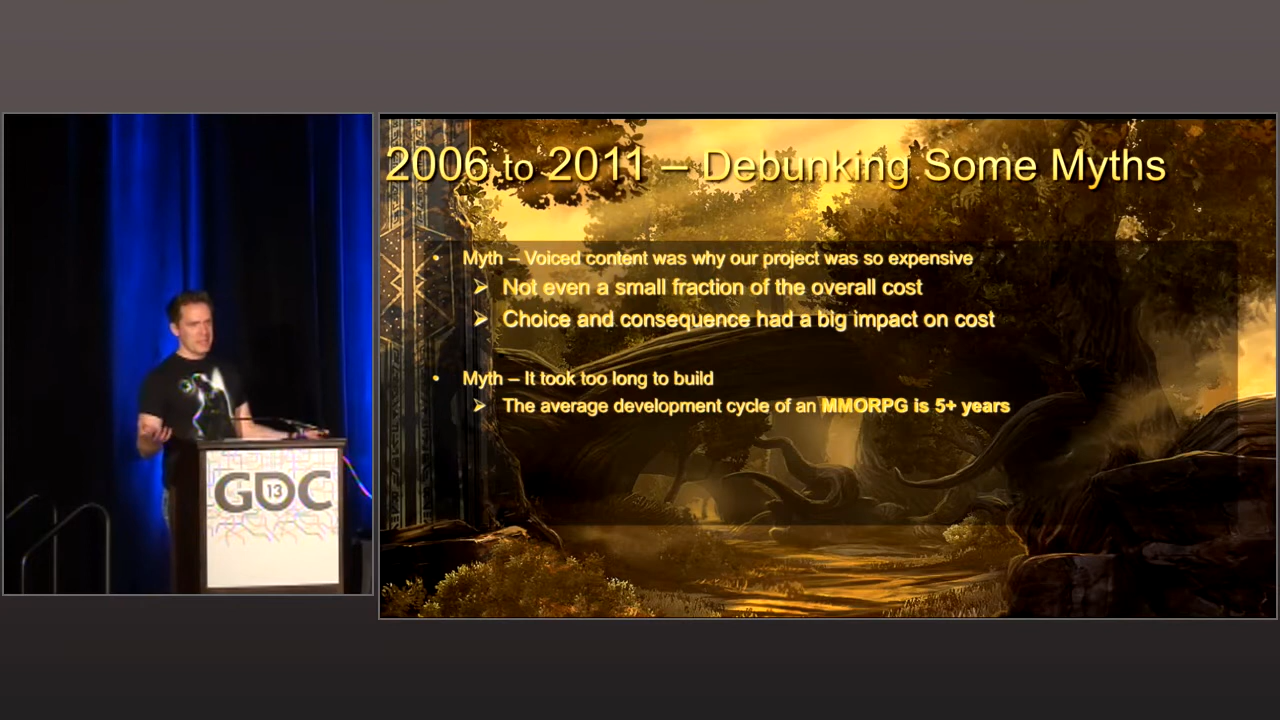 2006 to 2011 – Debunking Some Myths
• Myth – Voiced content was why our project was so expensive
➢ Not even a small fraction of the overall cost
➢ Choice and consequence had a big impact on cost
• Myth – It took too long to build
➢ The average development cycle of an MMORPG is 5+ years
GDC
13